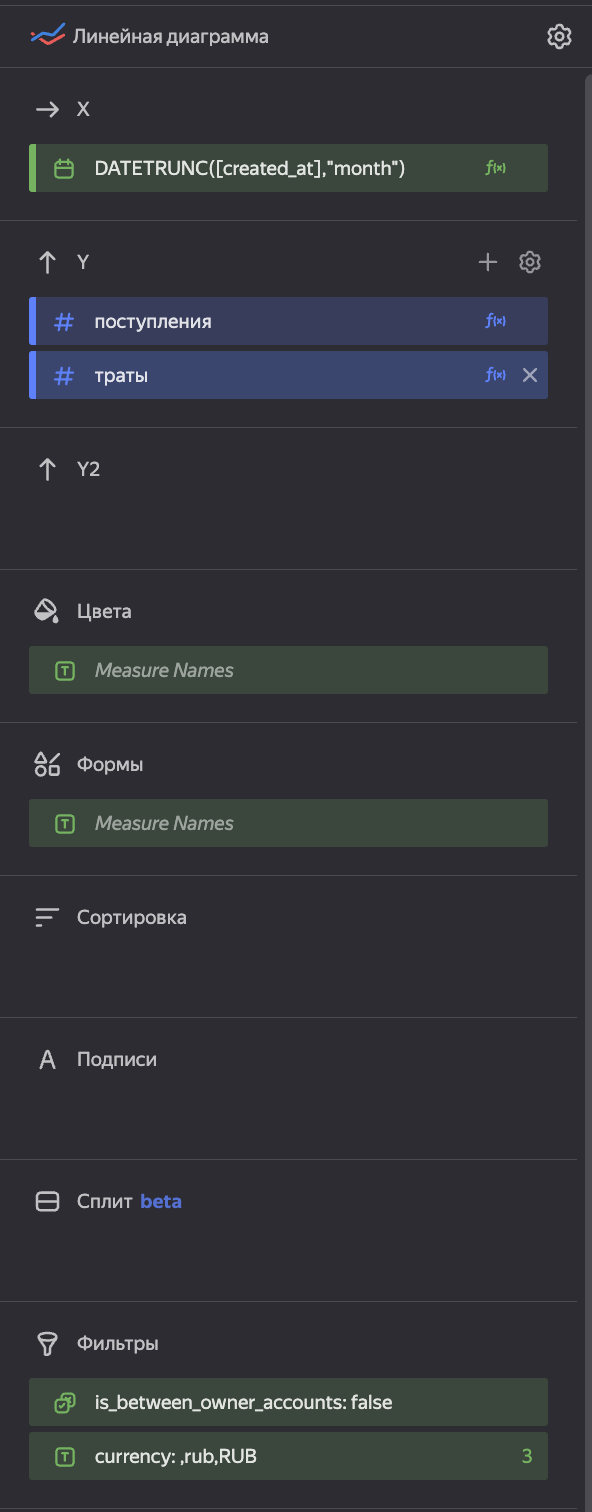 Линейная диаграмма
X
DATETRUNC([created_at],"month") ƒ(x)
Y
# поступления ƒ(x)
# траты ƒ(x)
Y2
Цвета
T Measure Names
Формы
T Measure Names
Сортировка
A Подписи
Сплит beta
Фильтры
is_between_owner_accounts: false
T currency: ,rub,RUB 3